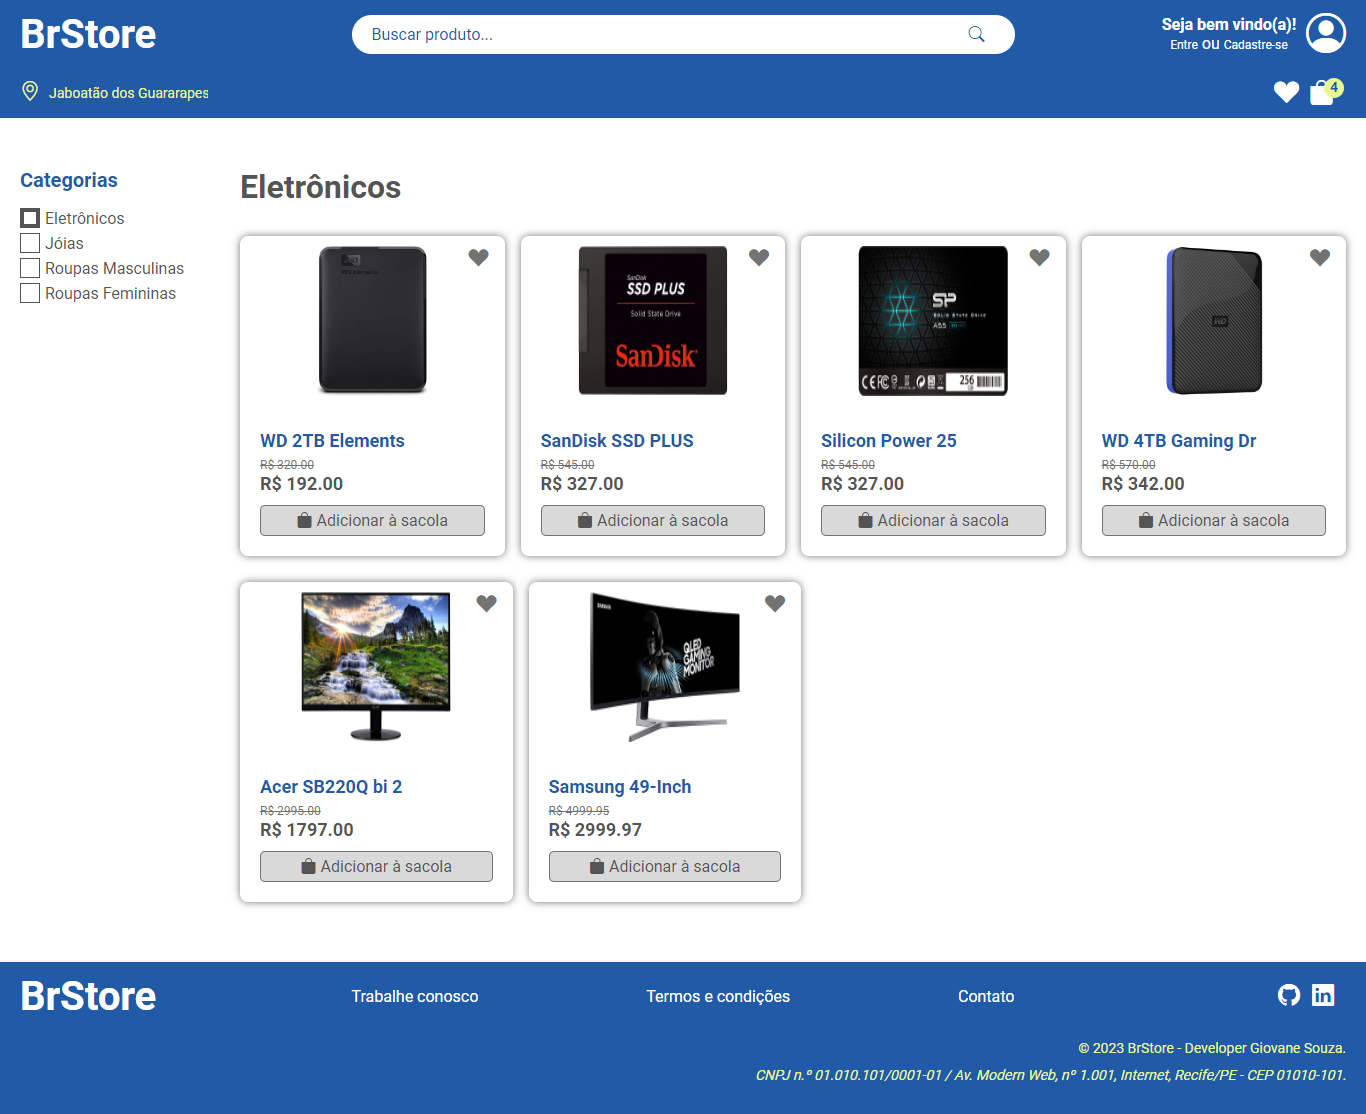 BrStore
Buscar produto...
Seja bem vindo(a)!
Entre OU Cadastre-se
Jaboatão dos Guararapes
4
Categorias
Eletrônicos
Jóias
Roupas Masculinas
Roupas Femininas
Eletrônicos
WD
WD Elements
SanDisk
SSD PLUS
Solid State Drive
SanDisk
SP
SOLID STATE DRIVE
A55
256
GB
WD
WD 2TB Elements
R$ 320.00
R$ 192.00
Adicionar à sacola
SanDisk SSD PLUS
R$ 545.00
R$ 327.00
Adicionar à sacola
Silicon Power 25
R$ 545.00
R$ 327.00
Adicionar à sacola
WD 4TB Gaming Dr
R$ 570.00
R$ 342.00
Adicionar à sacola
SAMSUNG
QLED
GAMING
MONITOR
Acer SB220Q bi 2
R$ 2995.00
R$ 1797.00
Adicionar à sacola
Samsung 49-Inch
R$ 4999.95
R$ 2999.97
Adicionar à sacola
BrStore
Trabalhe conosco
Termos e condições
Contato
© 2023 BrStore - Developer Giovane Souza.
CNPJ n.º 01.010.101/0001-01 / Av. Modern Web, nº 1.001, Internet, Recife/PE - CEP 01010-101.